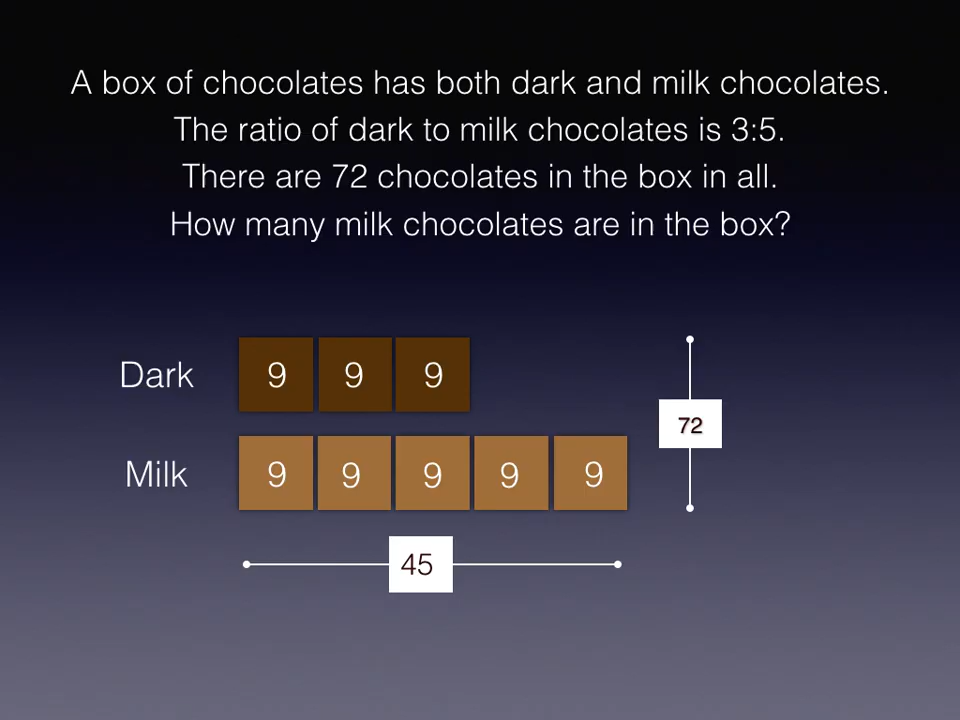 A box of chocolates has both dark and milk chocolates.
The ratio of dark to milk chocolates is 3:5.
There are 72 chocolates in the box in all.
How many milk chocolates are in the box?
Dark 9 9 9
72
Milk 9 9 9 9 9
45